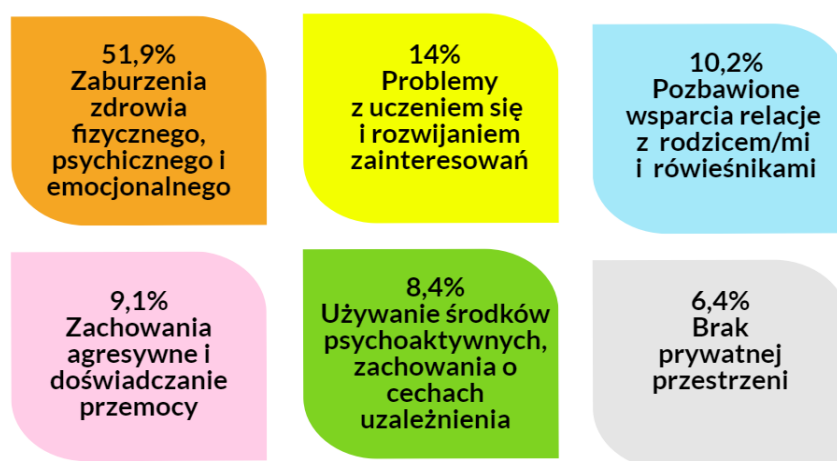 51,9%
Zaburzenia
zdrowia
fizycznego,
psychicznego i
emocjonalnego
14%
Problemy
z uczeniem się
i rozwijaniem
zainteresowań
10,2%
Pozbawione
wsparcia relacje
z rodzicem/mi
i rówieśnikami
9,1%
Zachowania
agresywne i
doświadczanie
przemocy
8,4%
Używanie środków
psychoaktywnych,
zachowania o
cechach
uzależnienia
6,4%
Brak
prywatnej
przestrzeni